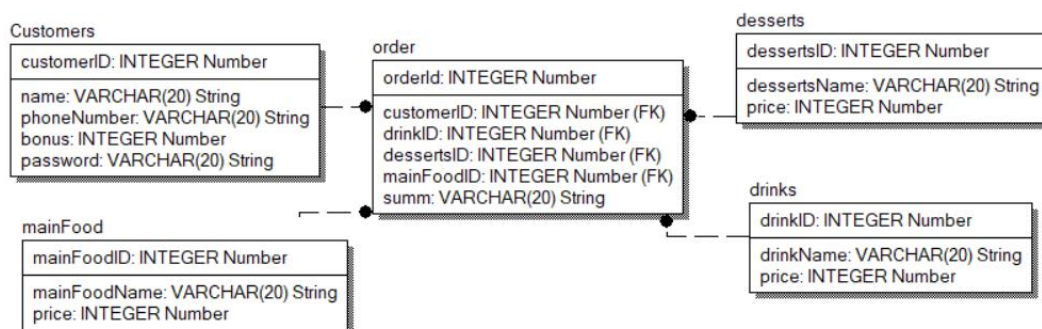 Customers
customerID: INTEGER Number
name: VARCHAR(20) String
phoneNumber: VARCHAR(20) String
bonus: INTEGER Number
password: VARCHAR(20) String
order
orderId: INTEGER Number
customerID: INTEGER Number (FK)
drinkID: INTEGER Number (FK)
dessertsID: INTEGER Number (FK)
mainFoodID: INTEGER Number (FK)
summ: VARCHAR(20) String
desserts
dessertsID: INTEGER Number
dessertsName: VARCHAR(20) String
price: INTEGER Number
mainFood
mainFoodID: INTEGER Number
mainFoodName: VARCHAR(20) String
price: INTEGER Number
drinks
drinkID: INTEGER Number
drinkName: VARCHAR(20) String
price: INTEGER Number